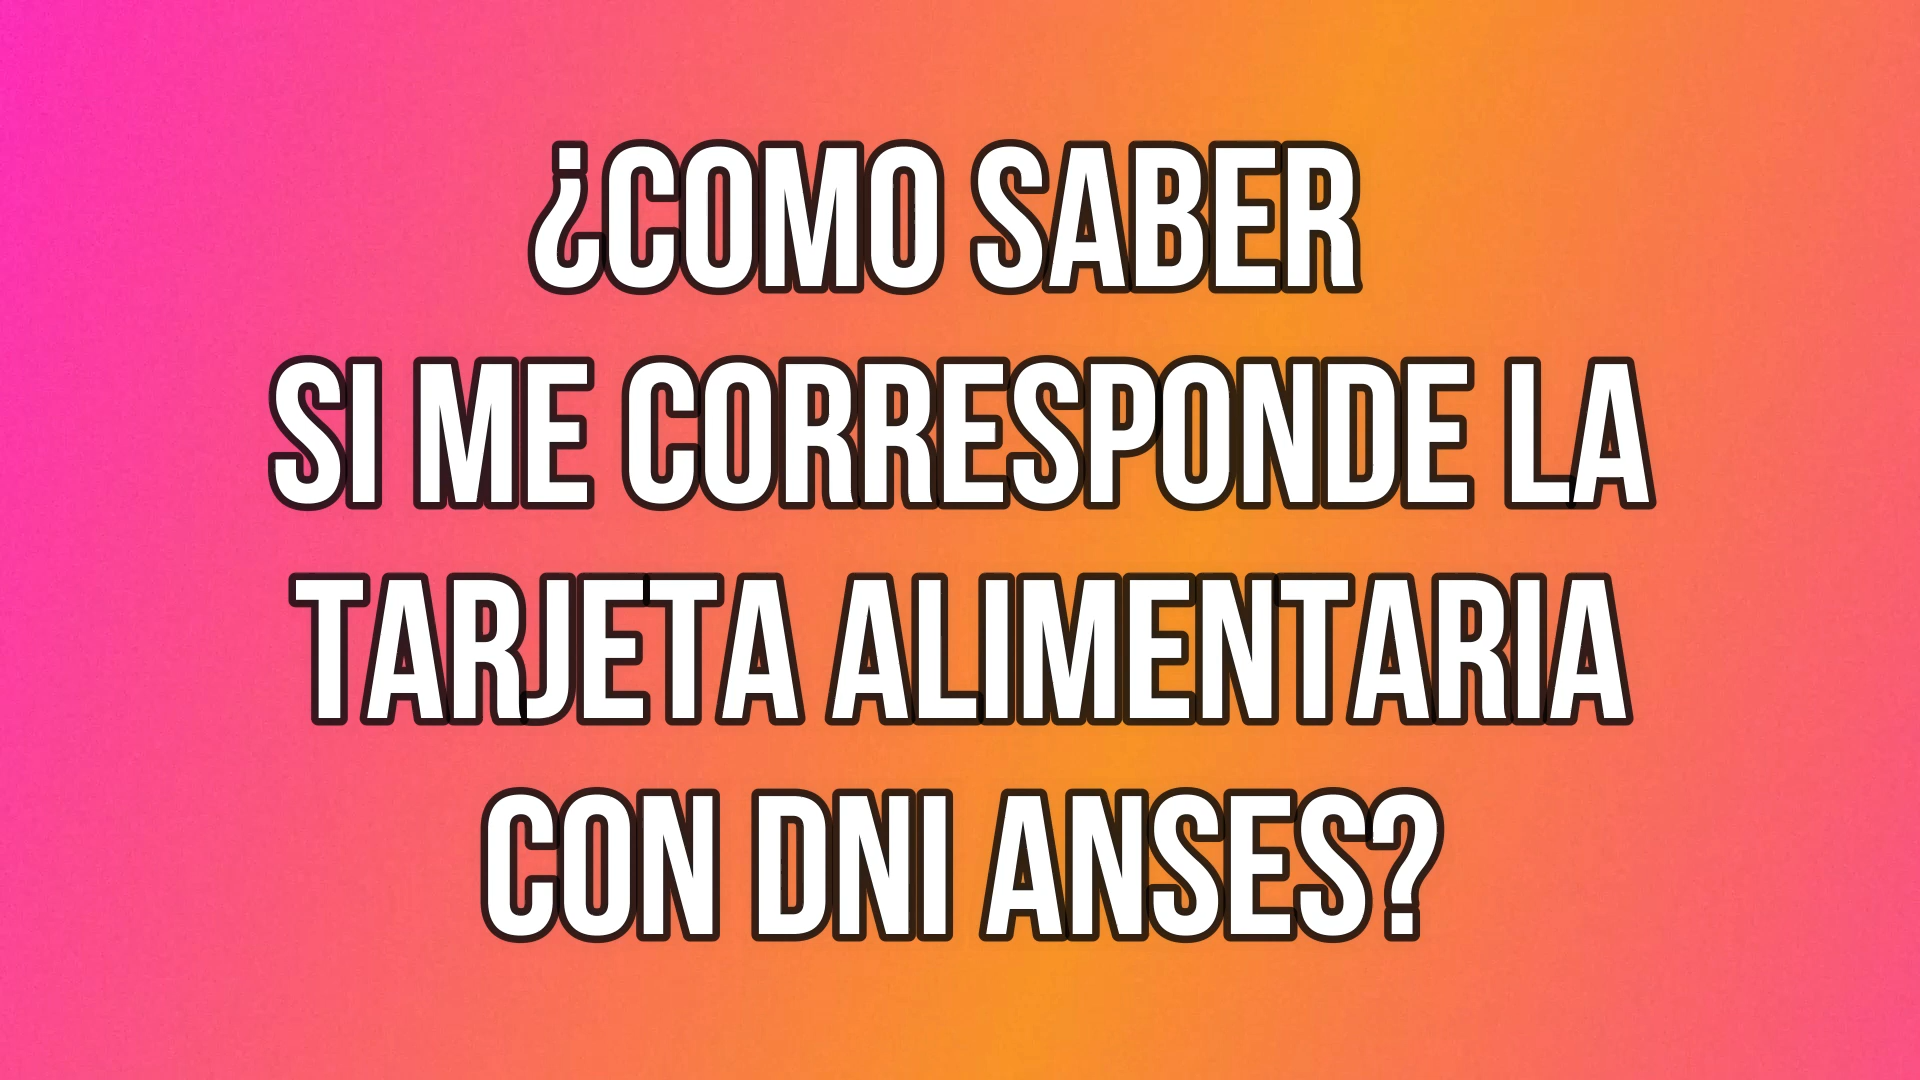 ¿COMO SABER
SI ME CORRESPONDE LA
TARJETA ALIMENTARIA
CON DNI ANSES?